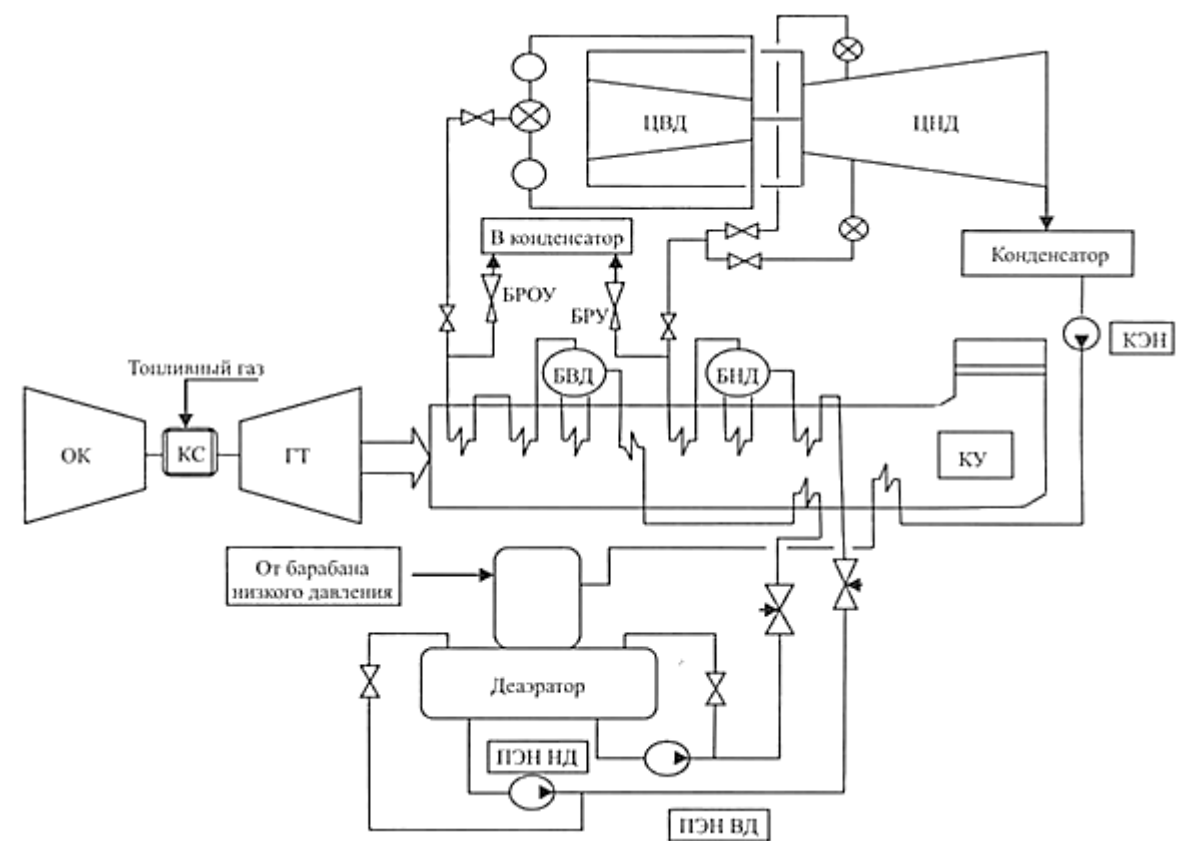 ЦВД
ЦНД
В конденсатор
Конденсатор
БРОУ
БРУ
КЭН
Топливный газ
БВД
БНД
ОК
КС
ГТ
КУ
От барабана
низкого давления
Деаэратор
ПЭН НД
ПЭН ВД